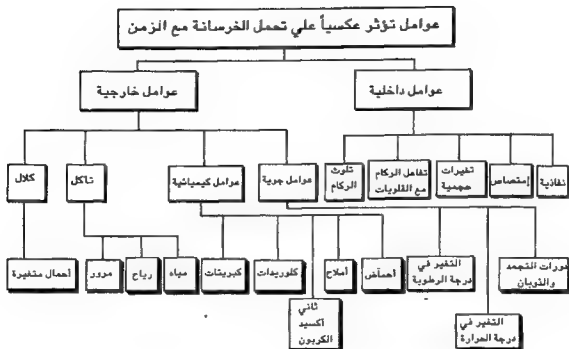 عوامل تؤثر عكسياً علي تحمل الخرسانة مع الزمن
عوامل داخلية
عوامل خارجية
نفاذية
إمتصاص
تغيرات
حجمية
تفاعل الركام
مع القلويات
تلوث
الركام
عوامل جوية
عوامل كيميائية
تآكل
كلال
دورات التجمد
والذوبان
التغير في
درجة الحرارة
التغير في
درجة الرطوبة
أحماض
أملاح
ثاني
أكسيد
الكربون
كلوريدات
كبريتات
مياه
رياح
مرور
أحمال متغيرة